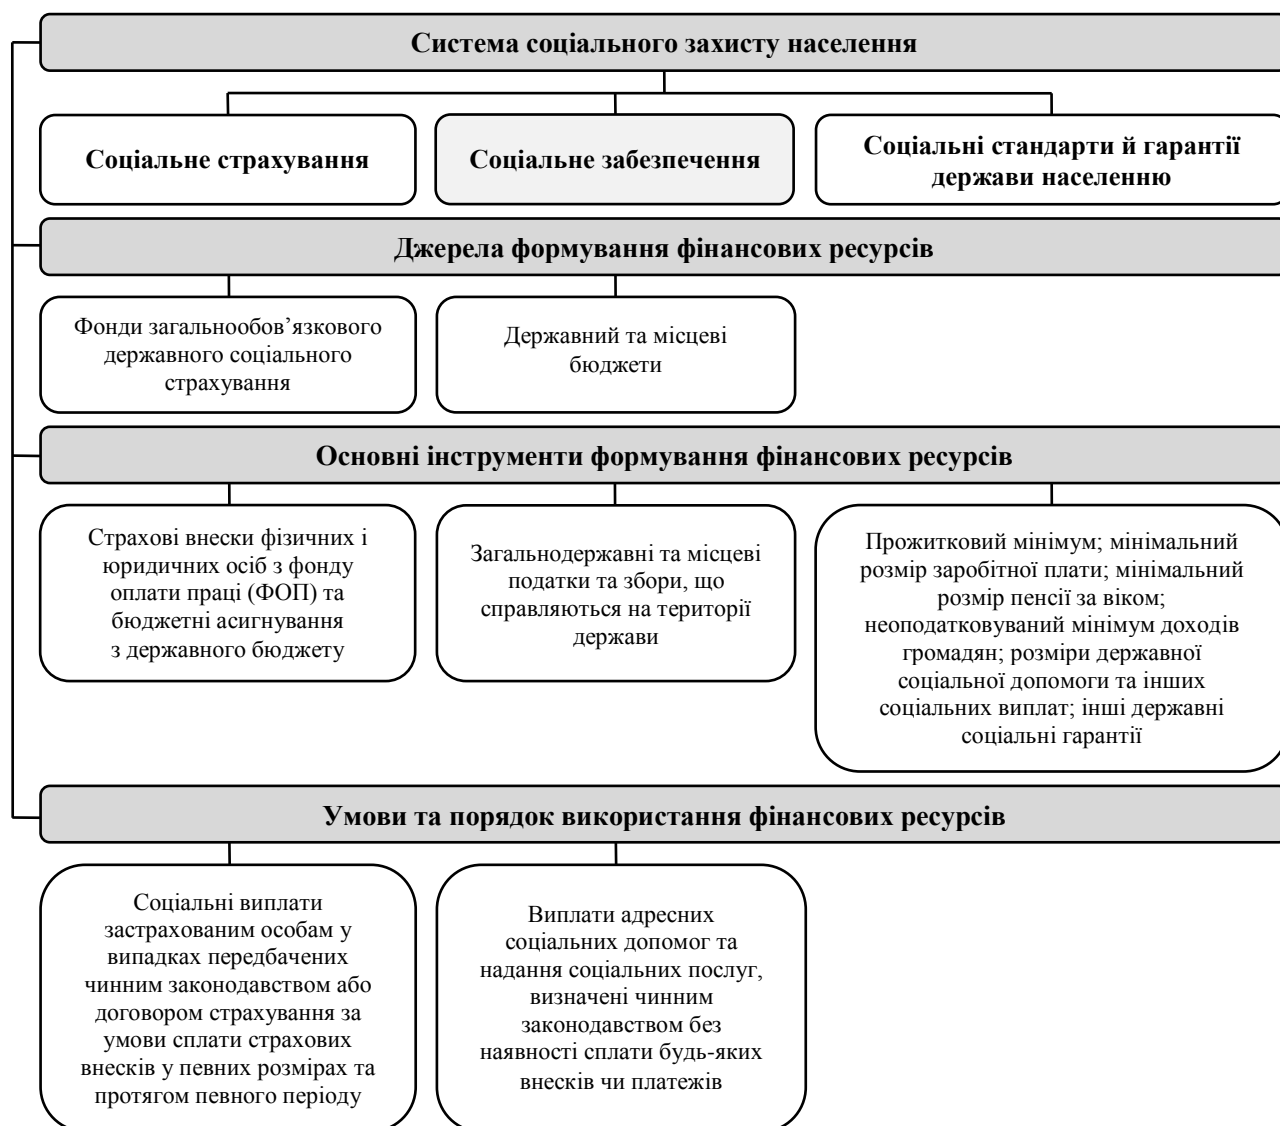 Система соціального захисту населення
Соціальне страхування
Соціальне забезпечення
Соціальні стандарти й гарантії
держави населенню
Джерела формування фінансових ресурсів
Фонди загальнообов’язкового
державного соціального
страхування
Державний та місцеві
бюджети
Основні інструменти формування фінансових ресурсів
Страхові внески фізичних і
юридичних осіб з фонду
оплати праці (ФОП) та
бюджетні асигнування
з державного бюджету
Загальнодержавні та місцеві
податки та збори, що
справляються на території
держави
Прожитковий мінімум; мінімальний
розмір заробітної плати; мінімальний
розмір пенсії за віком;
неоподатковуваний мінімум доходів
громадян; розміри державної
соціальної допомоги та інших
соціальних виплат; інші державні
соціальні гарантії
Умови та порядок використання фінансових ресурсів
Соціальні виплати
застрахованим особам у
випадках передбачених
чинним законодавством або
договором страхування за
умови сплати страхових
внесків у певних розмірах та
протягом певного періоду
Виплати адресних
соціальних допомог та
надання соціальних послуг,
визначені чинним
законодавством без
наявності сплати будь-яких
внесків чи платежів